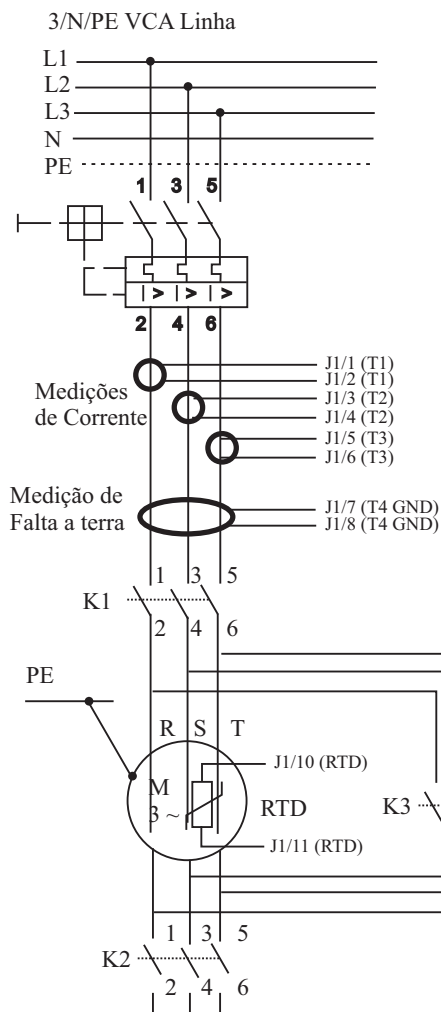 3/N/PE VCA Linha
L1
L2
L3
N
PE
1 3 5
2 4 6
Medições
de Corrente
J1/1 (T1)
J1/2 (T1)
J1/3 (T2)
J1/4 (T2)
J1/5 (T3)
J1/6 (T3)
Medição de
Falta a terra
J1/7 (T4 GND)
J1/8 (T4 GND)
1 3 5
K1
2 4 6
PE
R S T
J1/10 (RTD)
M
3 ~
RTD
K3
J1/11 (RTD)
1 3 5
K2
2 4 6